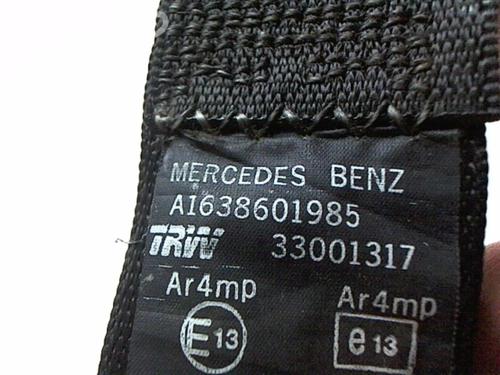 MERCEDES BENZ
A1638601985
TRW 33001317
Ar4mp Ar4mp
E13 e13